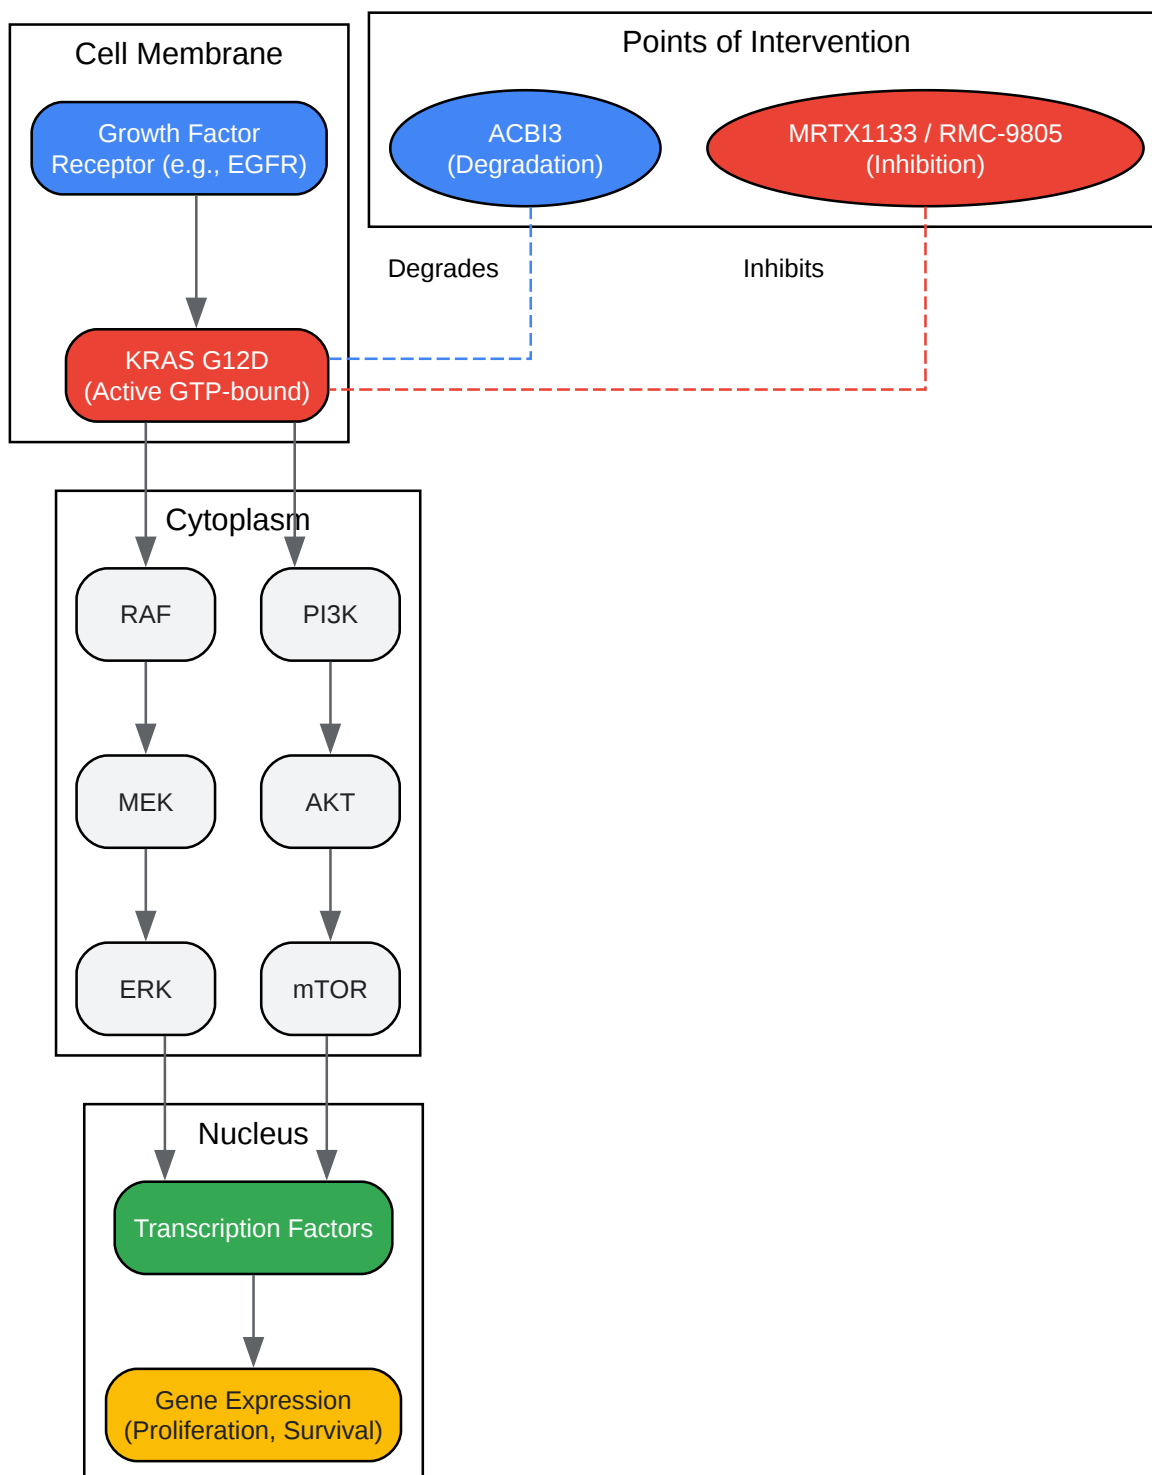 Cell Membrane
Points of Intervention
Growth Factor
Receptor (e.g., EGFR)
ACBI3
(Degradation)
MRTX1133 / RMC-9805
(Inhibition)
Degrades
Inhibits
KRAS G12D
(Active GTP-bound)
Cytoplasm
RAF
PI3K
MEK
AKT
ERK
mTOR
Nucleus
Transcription Factors
Gene Expression
(Proliferation, Survival)